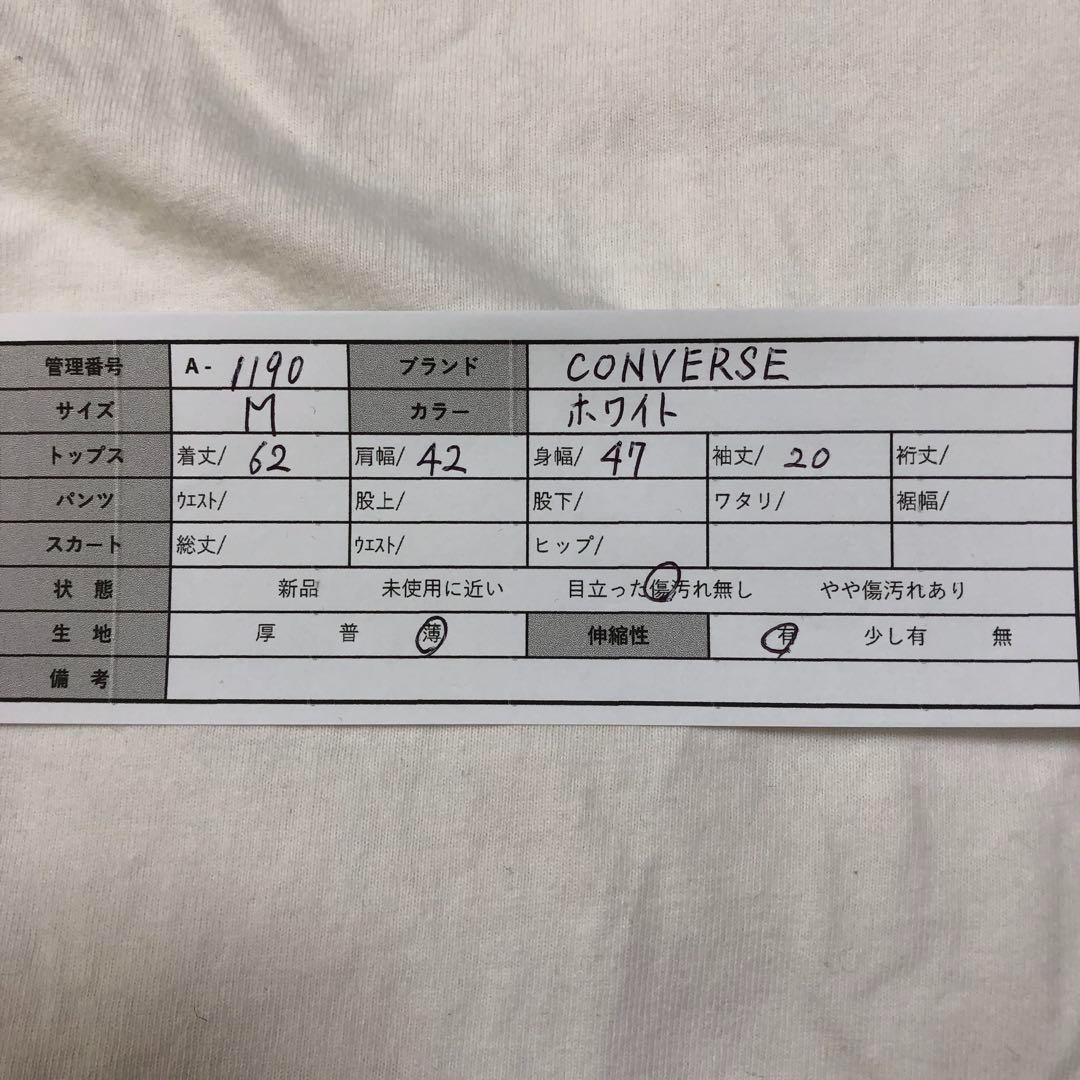 管理番号 A- 1190 ブランド CONVERSE
サイズ M カラー ホワイト
トップス 着丈/ 62 肩幅/ 42 身幅/ 47 袖丈/ 20 裄丈/
パンツ ｳｴｽﾄ/ 股上/ 股下/ ワタリ/ 裾幅/
スカート 総丈/ ｳｴｽﾄ/ ヒップ/
状 態 新品 未使用に近い 目立った傷汚れ無し やや傷汚れあり
生 地 厚 普 薄 伸縮性 有 少し有 無
備 考